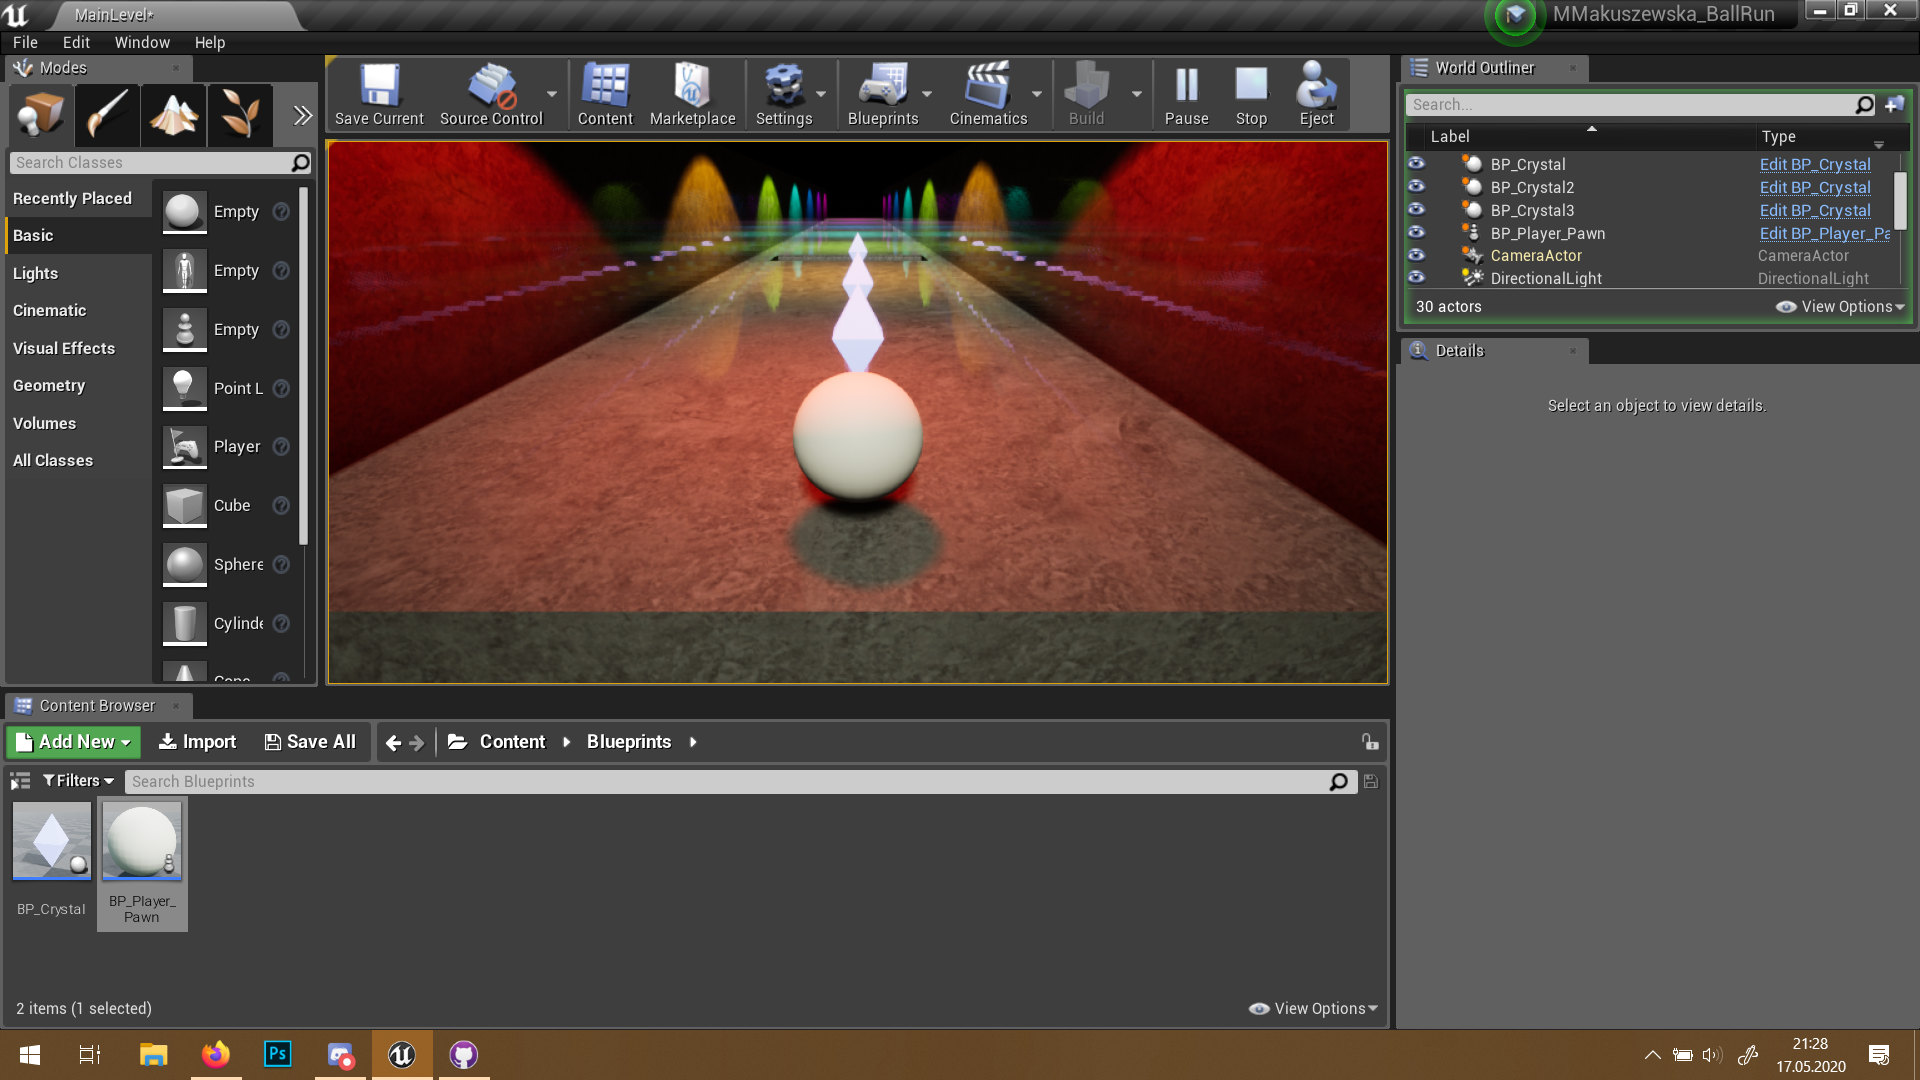 MainLevel*
MMakuszewska_BallRun
File Edit Window Help
Modes
Search Classes
Recently Placed
Basic
Lights
Cinematic
Visual Effects
Geometry
Volumes
All Classes
Empty
Empty
Empty
Point L
Player
Cube
Sphere
Cylinde
Cone
Save Current
Source Control
Content
Marketplace
Settings
Blueprints
Cinematics
Build
Pause
Stop
Eject
World Outliner
Search...
Label Type
BP_Crystal Edit BP_Crystal
BP_Crystal2 Edit BP_Crystal
BP_Crystal3 Edit BP_Crystal
BP_Player_Pawn Edit BP_Player_Pa
CameraActor CameraActor
DirectionalLight DirectionalLight
30 actors View Options
Details
Select an object to view details.
Content Browser
Add New Import Save All Content Blueprints
Filters Search Blueprints
BP_Crystal
BP_Player_
Pawn
2 items (1 selected) View Options
Ps
21:28
17.05.2020